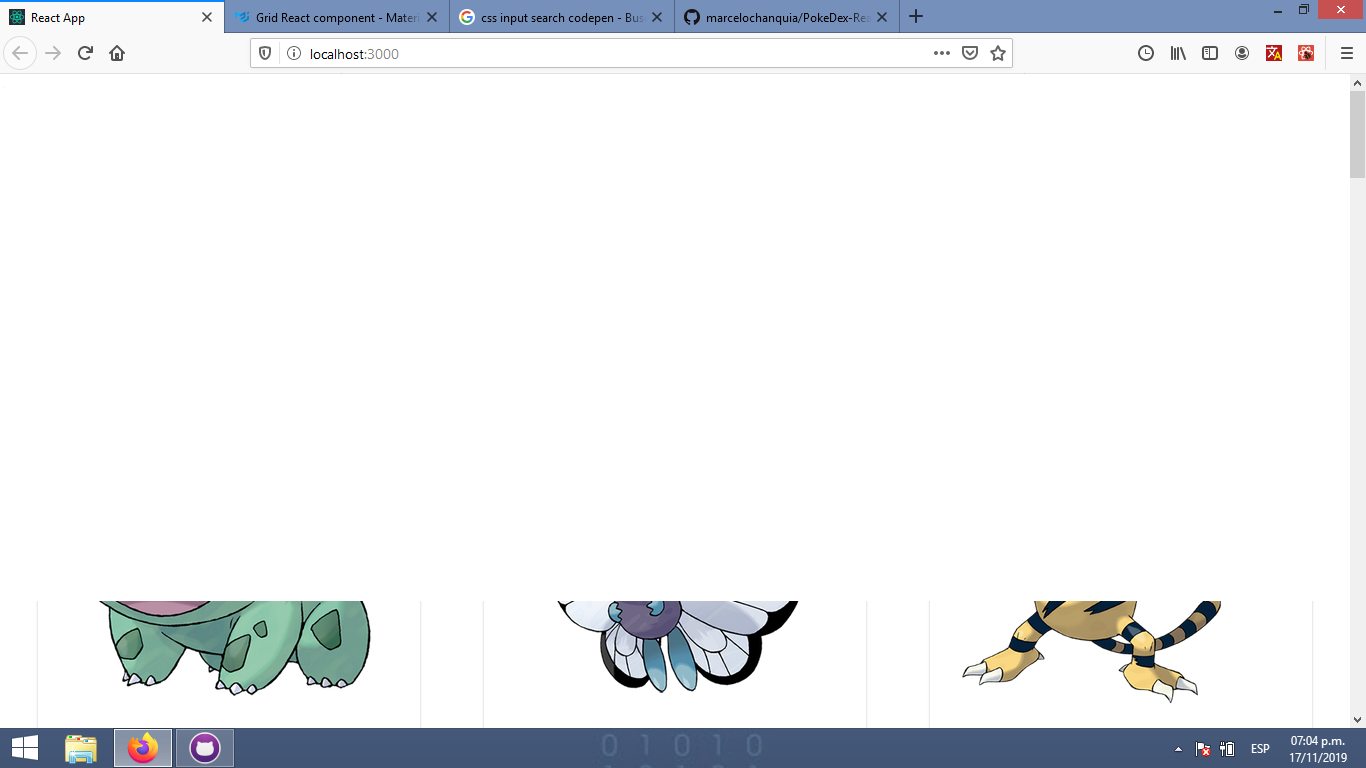 React App
Grid React component - Mater
css input search codepen - Bus
marcelochanquia/PokeDex-Rea
localhost:3000
0 1 0 1 0
ESP
07:04 p.m.
17/11/2019